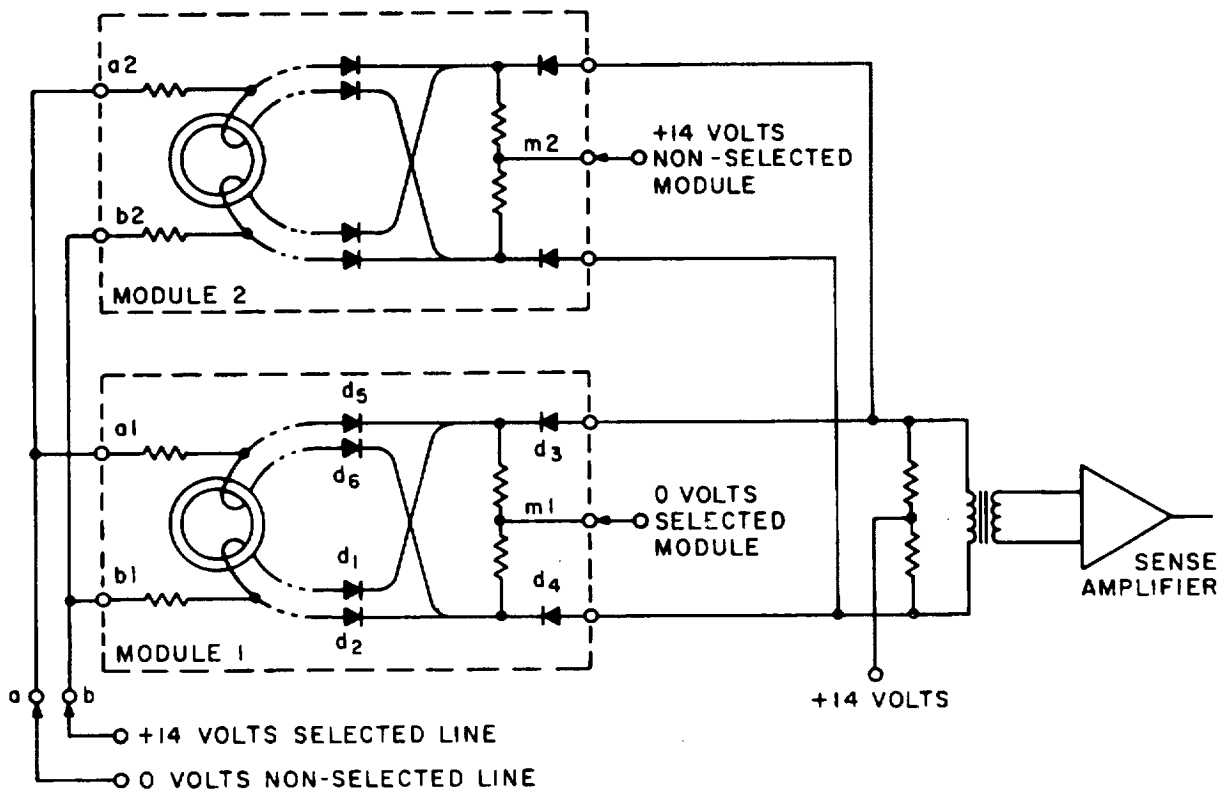 a2
b2
m2
+14 VOLTS
NON-SELECTED
MODULE
MODULE 2
d5
a1
d6
d3
m1
0 VOLTS
SELECTED
MODULE
b1
d1
d4
d2
MODULE 1
SENSE
AMPLIFIER
a
b
+14 VOLTS
+14 VOLTS SELECTED LINE
0 VOLTS NON-SELECTED LINE